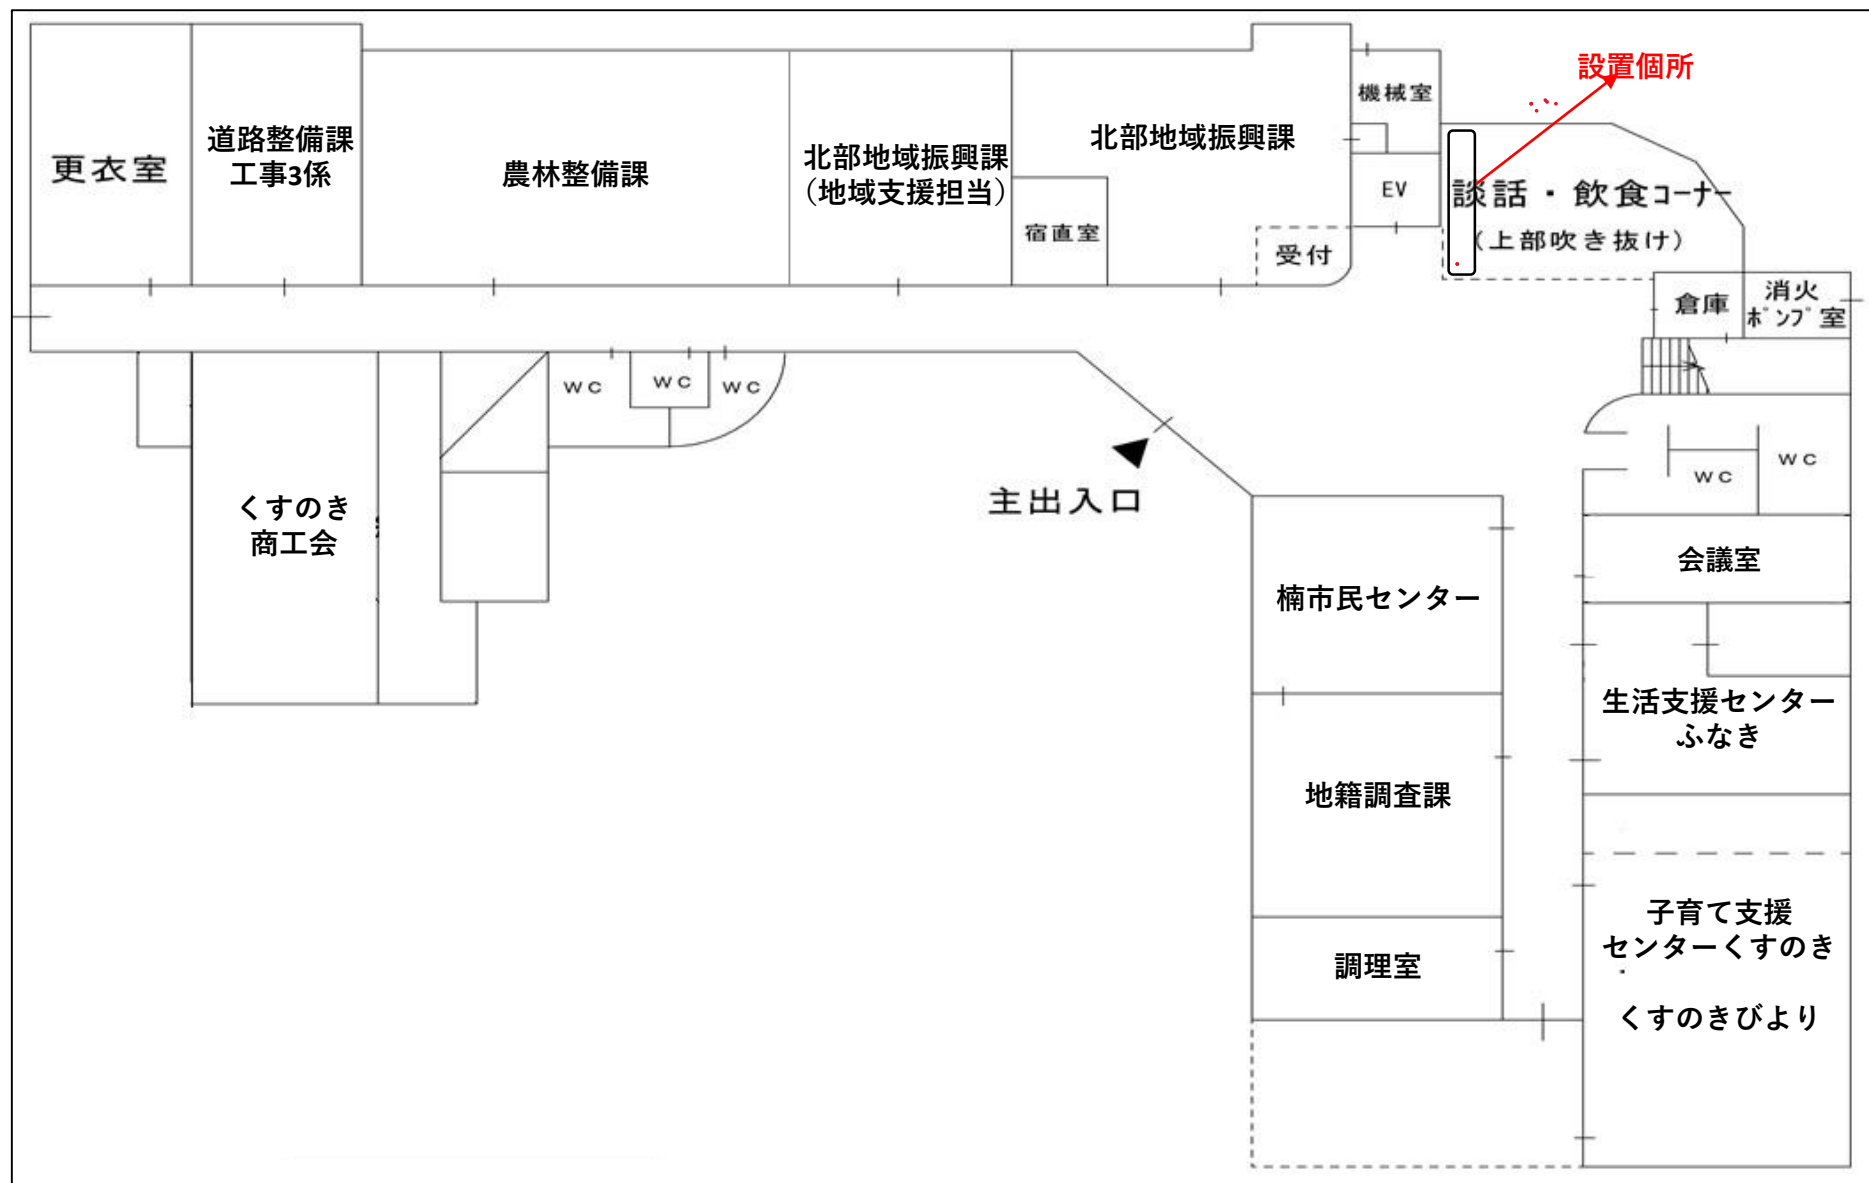 設置個所
機械室
道路整備課
工事3係
更衣室
農林整備課
北部地域振興課
（地域支援担当）
北部地域振興課
宿直室
EV
受付
談話・飲食コーナー
（上部吹き抜け）
倉庫
消火
ポンプ室
WC
WC
WC
くすのき
商工会
主出入口
WC
WC
会議室
楠市民センター
生活支援センター
ふなき
地籍調査課
調理室
子育て支援
センターくすのき
くすのきびより